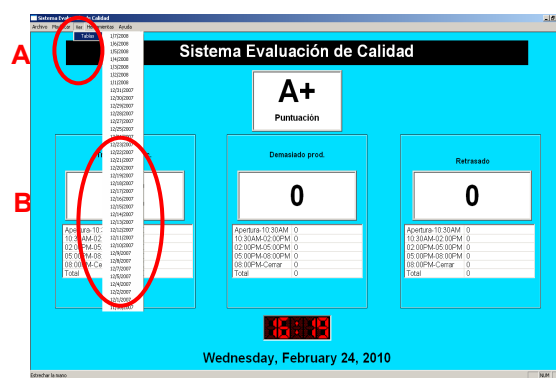 Sistema Evaluación de Calidad
Archivo Ver Herramientas Ayuda
Tablas
A
Sistema Evaluación de Calidad
A+
Puntuación
1/7/2008
1/6/2008
1/5/2008
1/4/2008
1/3/2008
1/2/2008
1/1/2008
12/31/2007
12/30/2007
12/29/2007
12/28/2007
12/27/2007
12/25/2007
12/23/2007
12/22/2007
12/21/2007
12/20/2007
12/19/2007
12/18/2007
12/17/2007
12/16/2007
12/15/2007
12/14/2007
12/13/2007
12/12/2007
12/11/2007
12/10/2007
12/9/2007
12/8/2007
12/7/2007
12/5/2007
12/4/2007
12/2/2007
12/1/2007
B
Apertura-10:
10:30AM-02
02:00PM-05
05:00PM-08
08:00PM-Ce
Total
Demasiado prod.
0
Apertura-10:30AM 0
10:30AM-02:00PM 0
02:00PM-05:00PM 0
05:00PM-08:00PM 0
08:00PM-Cerrar 0
Total 0
Retrasado
0
Apertura-10:30AM 0
10:30AM-02:00PM 0
02:00PM-05:00PM 0
05:00PM-08:00PM 0
08:00PM-Cerrar 0
Total 0
16:19
Wednesday, February 24, 2010
Estrechar la mano NUM